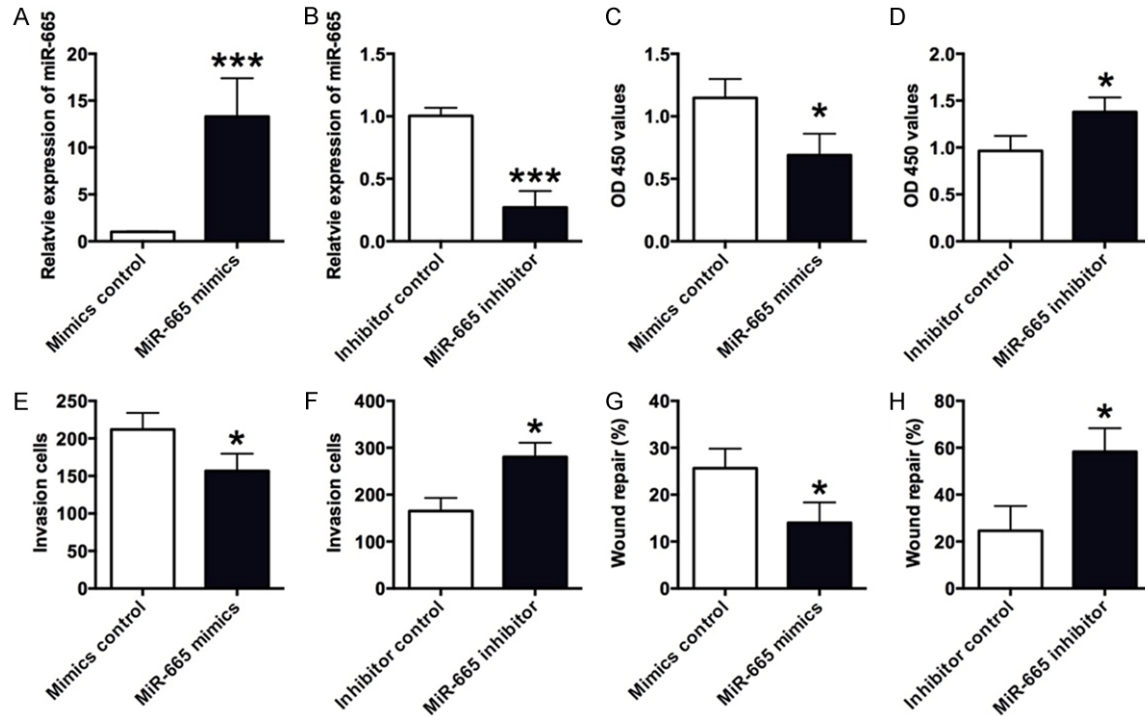 A
Relatvie expression of miR-665
20
15
10
5
0
***
Mimics control
MiR-665 mimics
B
Relatvie expression of miR-665
1.5
1.0
0.5
0.0
***
Inhibitor control
MiR-665 inhibitor
C
OD 450 values
1.5
1.0
0.5
0.0
*
Mimics control
MiR-665 mimics
D
OD 450 values
2.0
1.5
1.0
0.5
0.0
*
Inhibitor control
MiR-665 inhibitor
E
Invasion cells
250
200
150
100
50
0
*
Mimics control
MiR-665 mimics
F
Invasion cells
400
300
200
100
0
*
Inhibitor control
MiR-665 inhibitor
G
Wound repair (%)
40
30
20
10
0
*
Mimics control
MiR-665 mimics
H
Wound repair (%)
80
60
40
20
0
*
Inhibitor control
MiR-665 inhibitor